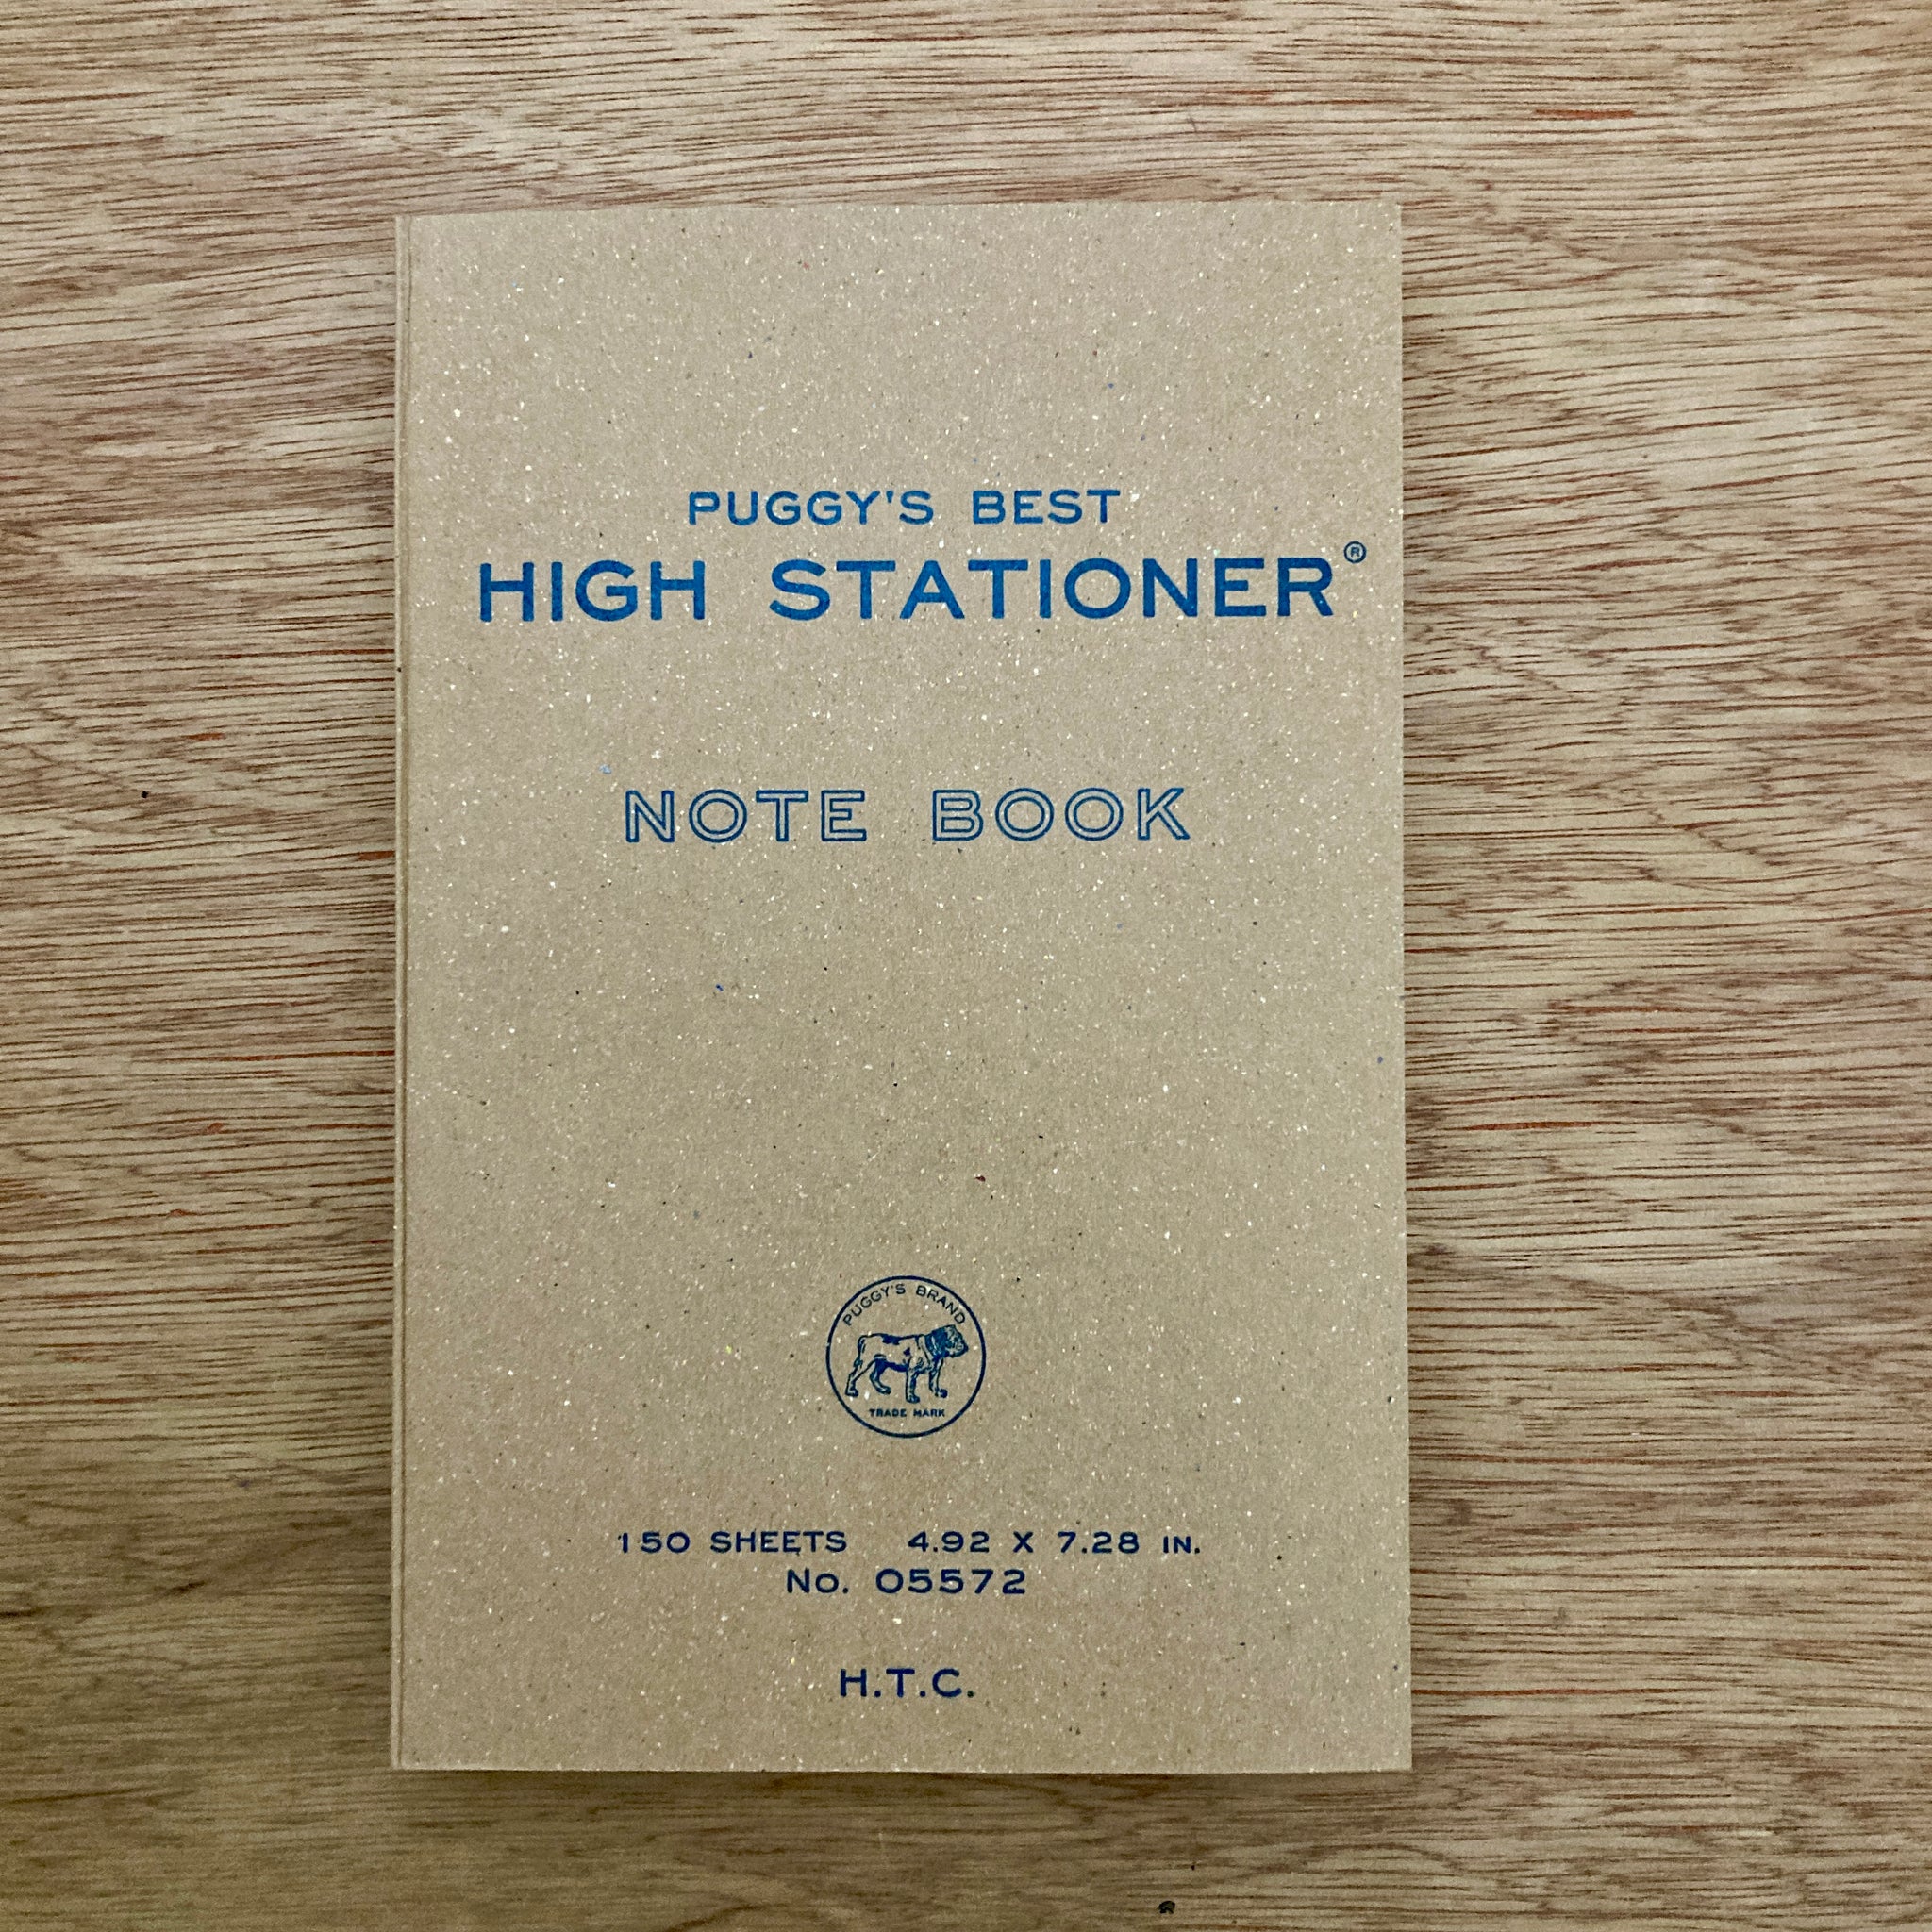 PUGGY'S BEST
HIGH STATIONER®
NOTE BOOK
PUGGY'S BRAND
TRADE MARK
150 SHEETS 4.92 X 7.28 IN.
No. 05572
H.T.C.